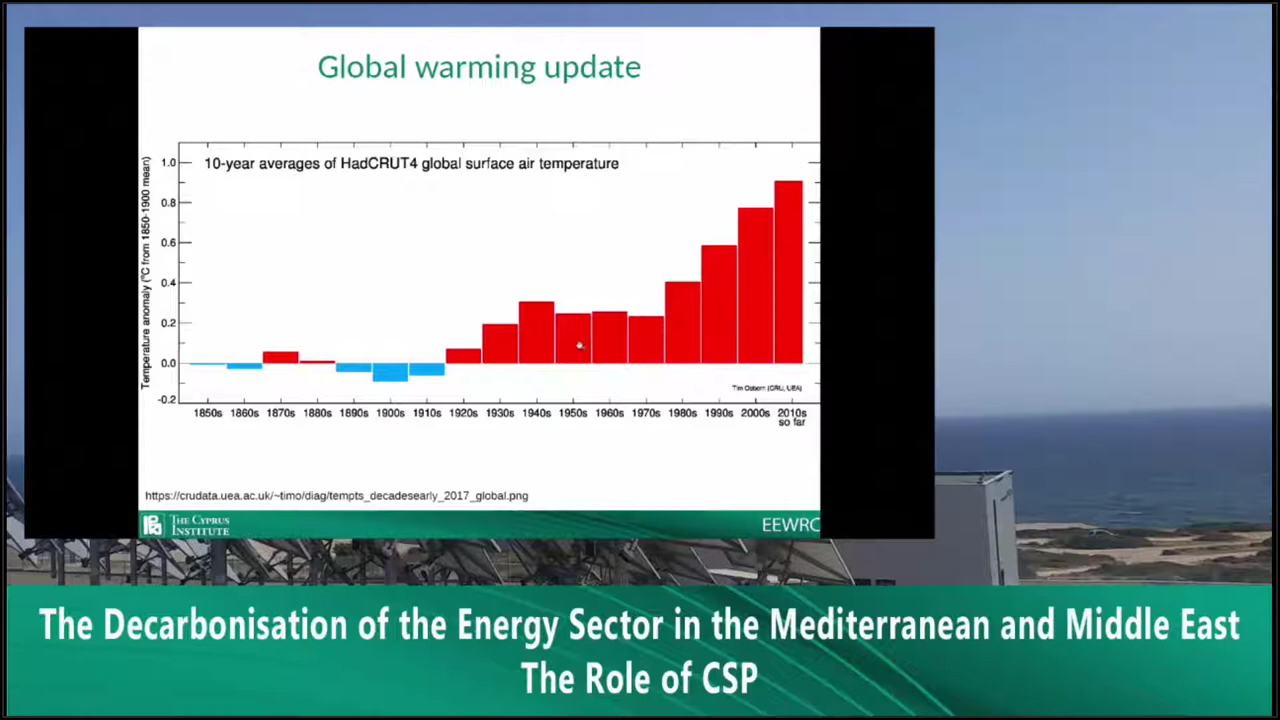 Global warming update
10-year averages of HadCRUT4 global surface air temperature
Temperature anomaly (°C from 1850-1900 mean)
1.0
0.8
0.6
0.4
0.2
0.0
-0.2
Tim Osborn (CRU, UEA)
1850s 1860s 1870s 1880s 1890s 1900s 1910s 1920s 1930s 1940s 1950s 1960s 1970s 1980s 1990s 2000s 2010s
so far
https://crudata.uea.ac.uk/~timo/diag/tempts_decadesearly_2017_global.png
THE CYPRUS
INSTITUTE
EEWRC
The Decarbonisation of the Energy Sector in the Mediterranean and Middle East
The Role of CSP